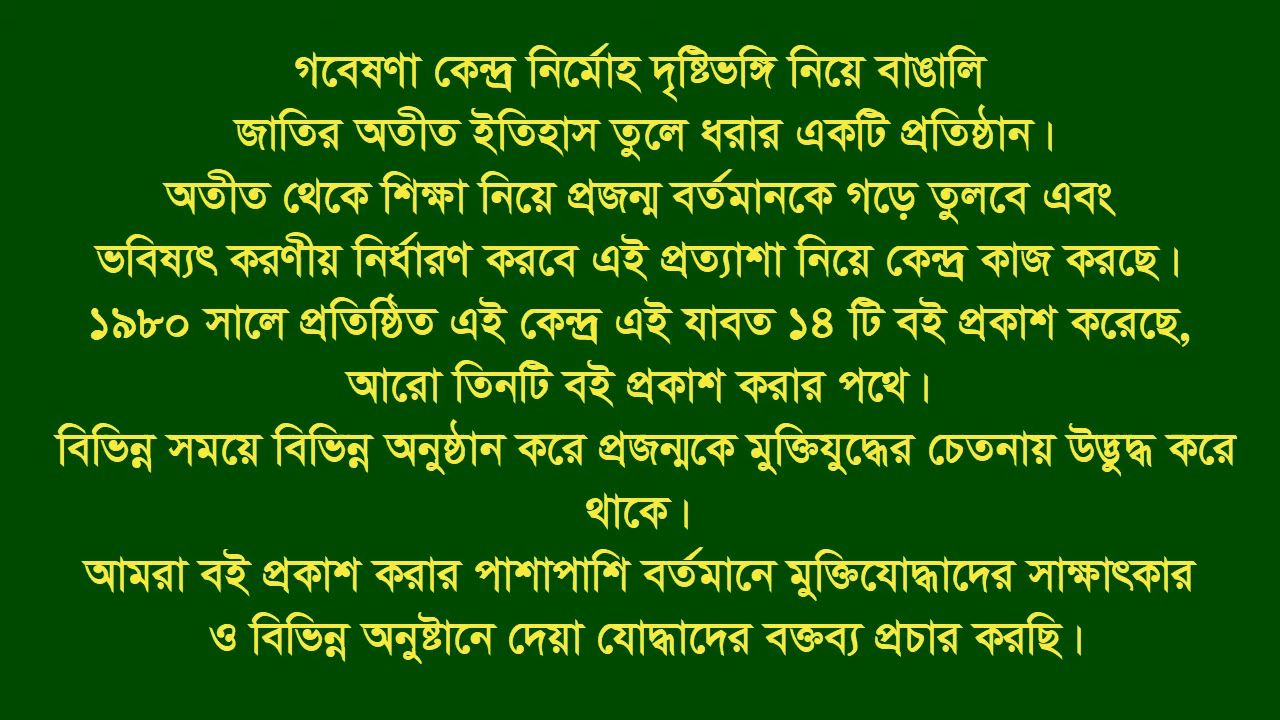 গবেষণা কেন্দ্র নির্মোহ দৃষ্টিভঙ্গি নিয়ে বাঙালি
জাতির অতীত ইতিহাস তুলে ধরার একটি প্রতিষ্ঠান।
অতীত থেকে শিক্ষা নিয়ে প্রজন্ম বর্তমানকে গড়ে তুলবে এবং
ভবিষ্যৎ করণীয় নির্ধারণ করবে এই প্রত্যাশা নিয়ে কেন্দ্র কাজ করছে।
১৯৮০ সালে প্রতিষ্ঠিত এই কেন্দ্র এই যাবত ১৪ টি বই প্রকাশ করেছে,
আরো তিনটি বই প্রকাশ করার পথে।
বিভিন্ন সময়ে বিভিন্ন অনুষ্ঠান করে প্রজন্মকে মুক্তিযুদ্ধের চেতনায় উদ্ভুদ্ধ করে
থাকে।
আমরা বই প্রকাশ করার পাশাপাশি বর্তমানে মুক্তিযোদ্ধাদের সাক্ষাৎকার
ও বিভিন্ন অনুষ্টানে দেয়া যোদ্ধাদের বক্তব্য প্রচার করছি।